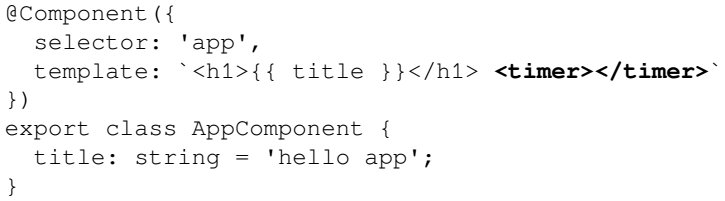 @Component({
  selector: 'app',
  template: `<h1>{{ title }}</h1> <timer></timer>`
})
export class AppComponent {
  title: string = 'hello app';
}